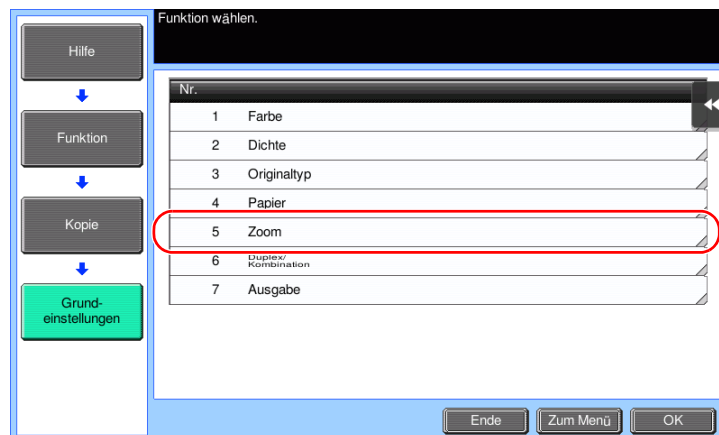 Funktion wählen.
Hilfe
Funktion
Kopie
Grund-
einstellungen
Nr.
1 Farbe
2 Dichte
3 Originaltyp
4 Papier
5 Zoom
6 Duplex/
Kombination
7 Ausgabe
Ende Zum Menü OK